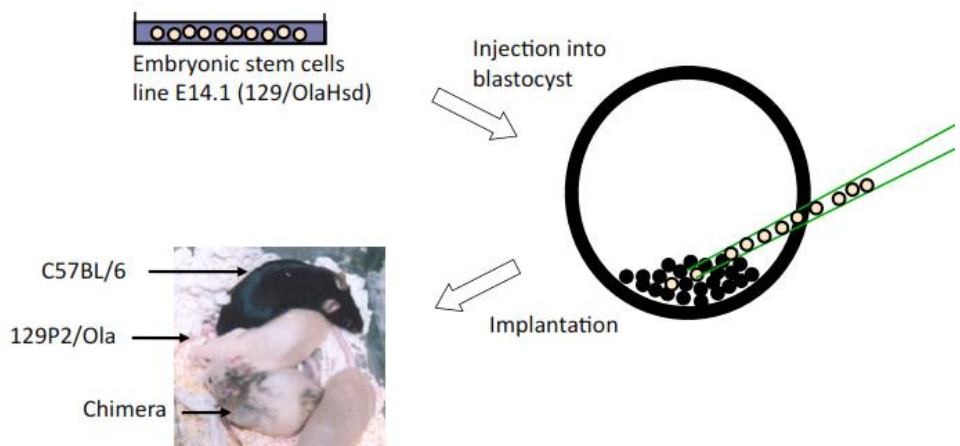 Embryonic stem cells
line E14.1 (129/OlaHsd)
Injection into
blastocyst
C57BL/6
129P2/Ola
Chimera
Implantation